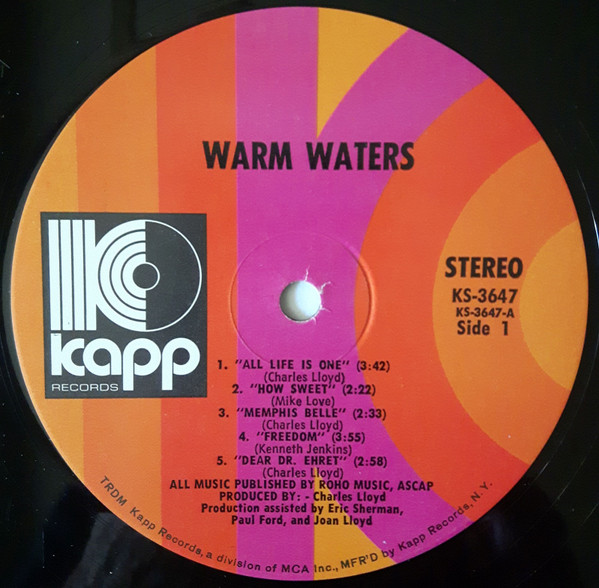 WARM WATERS
Kapp
RECORDS
STEREO
KS-3647
KS-3647-A
Side 1
1. "ALL LIFE IS ONE" (3:42)
(Charles Lloyd)
2. "HOW SWEET" (2:22)
(Mike Love)
3. "MEMPHIS BELLE" (2:33)
(Charles Lloyd)
4. "FREEDOM" (3:55)
(Kenneth Jenkins)
5. "DEAR DR. EHRET" (2:58)
(Charles Lloyd)
ALL MUSIC PUBLISHED BY ROHO MUSIC, ASCAP
PRODUCED BY: - Charles Lloyd
Production assisted by Eric Sherman,
Paul Ford, and Joan Lloyd
TRDM Kapp Records, a division of MCA Inc., MFR'D by Kapp Records, N.Y.